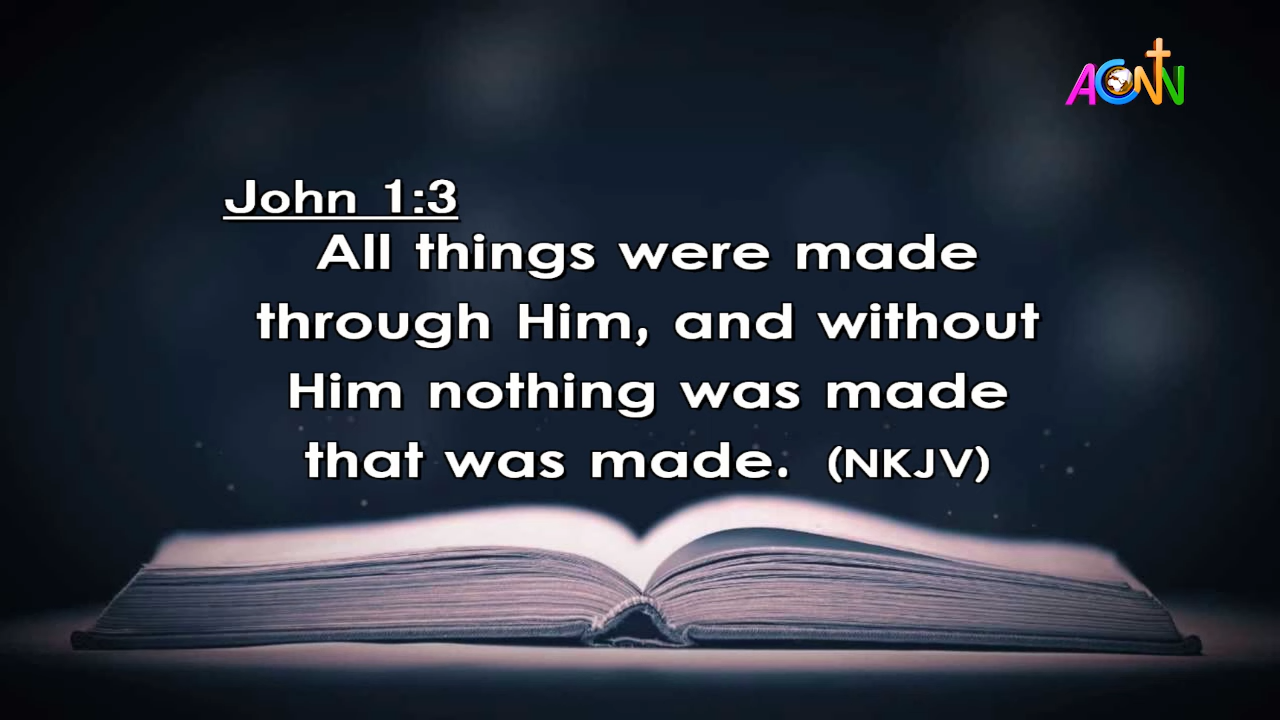 ACNN
John 1:3
All things were made
through Him, and without
Him nothing was made
that was made. (NKJV)